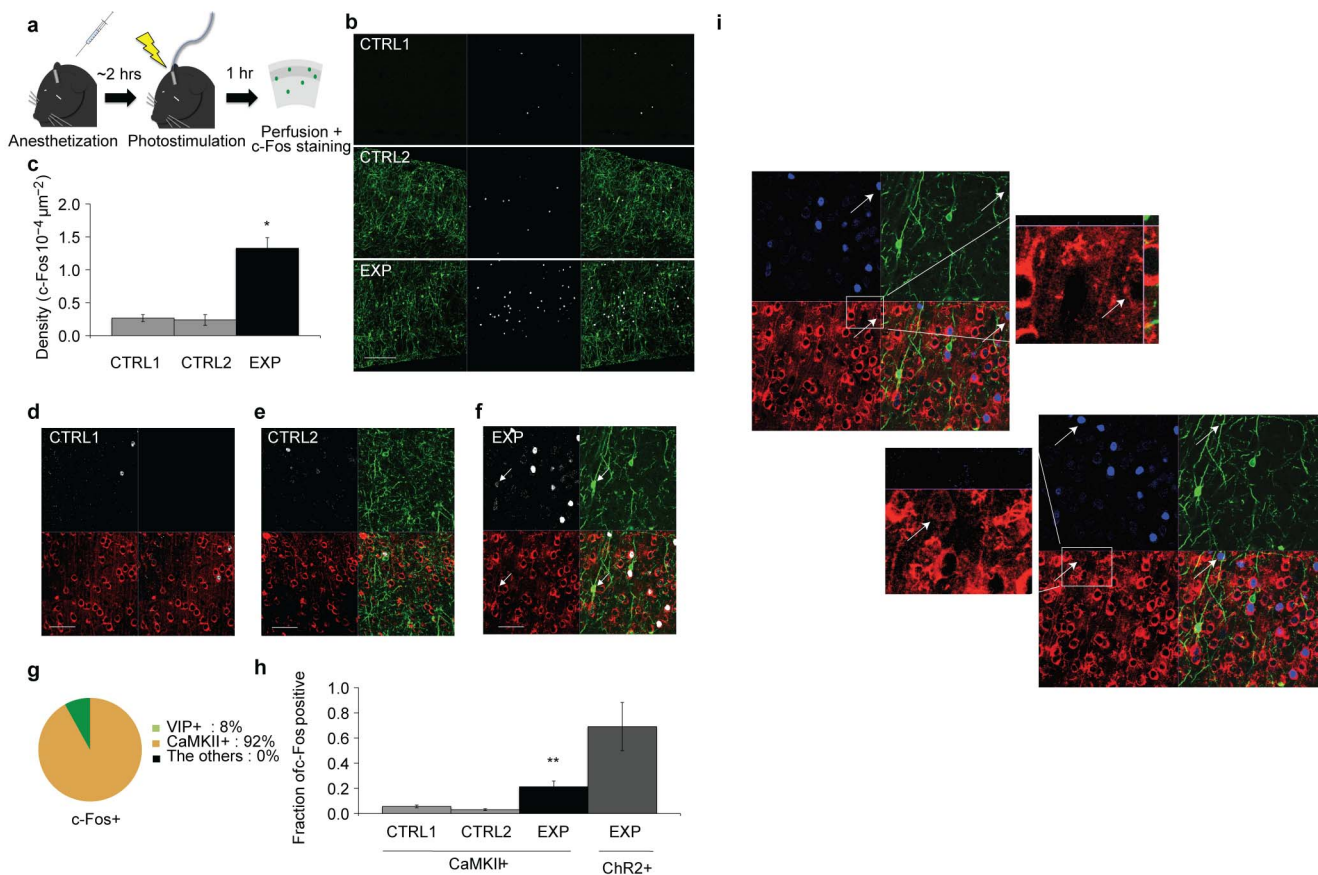 a
~2 hrs
1 hr
Anesthetization
Photostimulation
Perfusion +
c-Fos staining
b
CTRL1
CTRL2
EXP
c
Density (c-Fos 10⁻⁴ µm⁻²)
2.0
1.5
1.0
0.5
0.0
*
CTRL1
CTRL2
EXP
d
CTRL1
e
CTRL2
f
EXP
g
VIP+ : 8%
CaMKII+ : 92%
The others : 0%
c-Fos+
h
Fraction ofc-Fos positive
1.0
0.8
0.6
0.4
0.2
0.0
**
CTRL1
CTRL2
EXP
EXP
CaMKII+
ChR2+
i